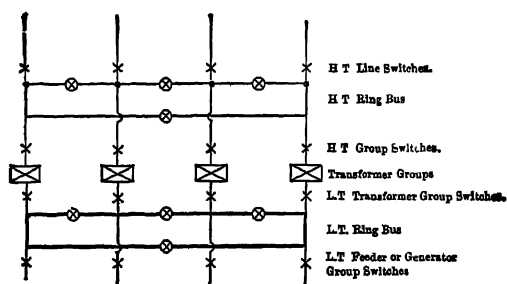 H T Line Switches.
H T Ring Bus
H T Group Switches.
Transformer Groups
L.T Transformer Group Switches.
L.T. Ring Bus
L.T Feeder or Generator
Group Switches